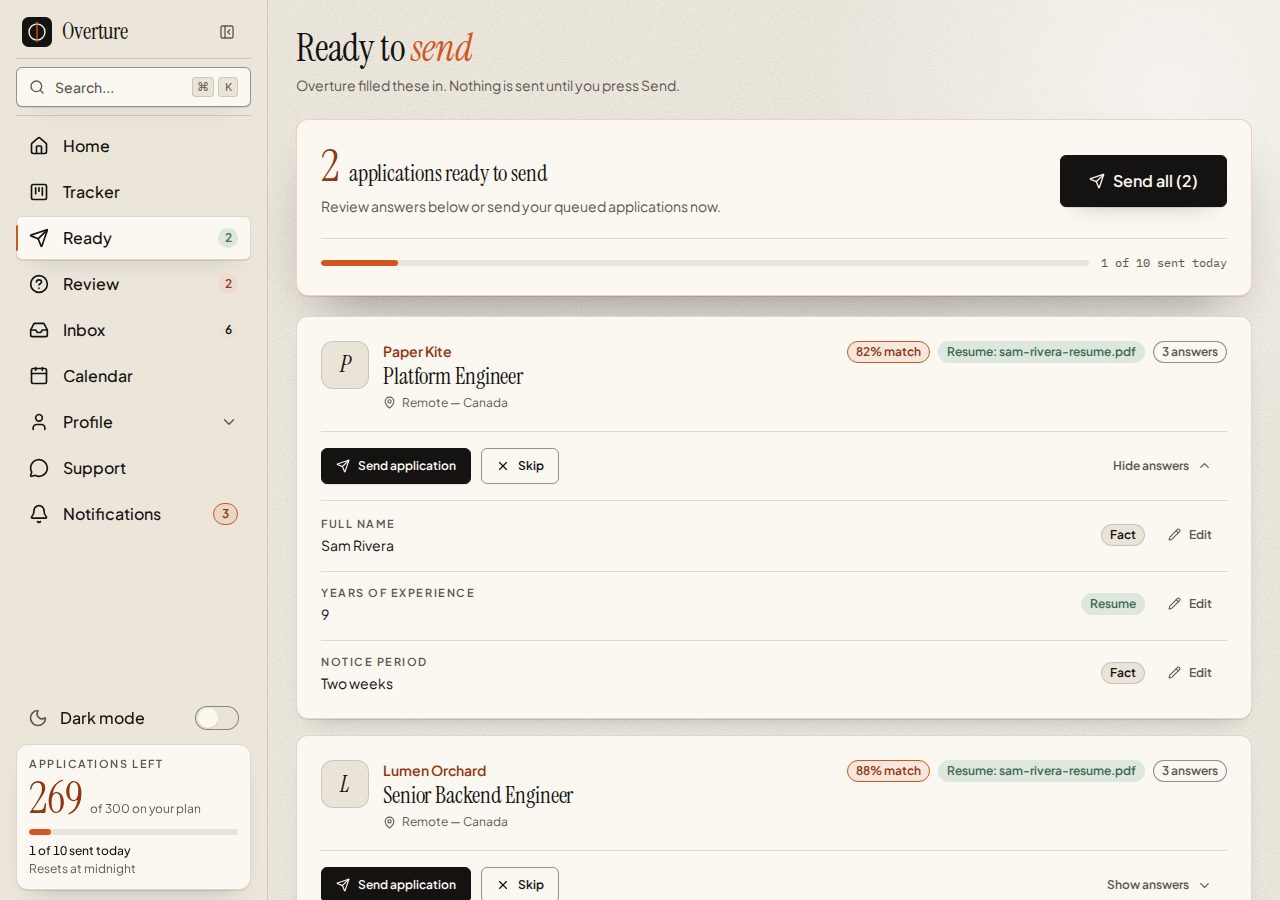 Overture
Search...
⌘ K
Home
Tracker
Ready 2
Review 2
Inbox 6
Calendar
Profile
Support
Notifications 3
Dark mode
APPLICATIONS LEFT
269 of 300 on your plan
1 of 10 sent today
Resets at midnight
Ready to send
Overture filled these in. Nothing is sent until you press Send.
2 applications ready to send
Review answers below or send your queued applications now.
Send all (2)
1 of 10 sent today
P
Paper Kite
Platform Engineer
Remote — Canada
82% match
Resume: sam-rivera-resume.pdf
3 answers
Send application
Skip
Hide answers
FULL NAME
Sam Rivera
Fact
Edit
YEARS OF EXPERIENCE
9
Resume
Edit
NOTICE PERIOD
Two weeks
Fact
Edit
L
Lumen Orchard
Senior Backend Engineer
Remote — Canada
88% match
Resume: sam-rivera-resume.pdf
3 answers
Send application
Skip
Show answers